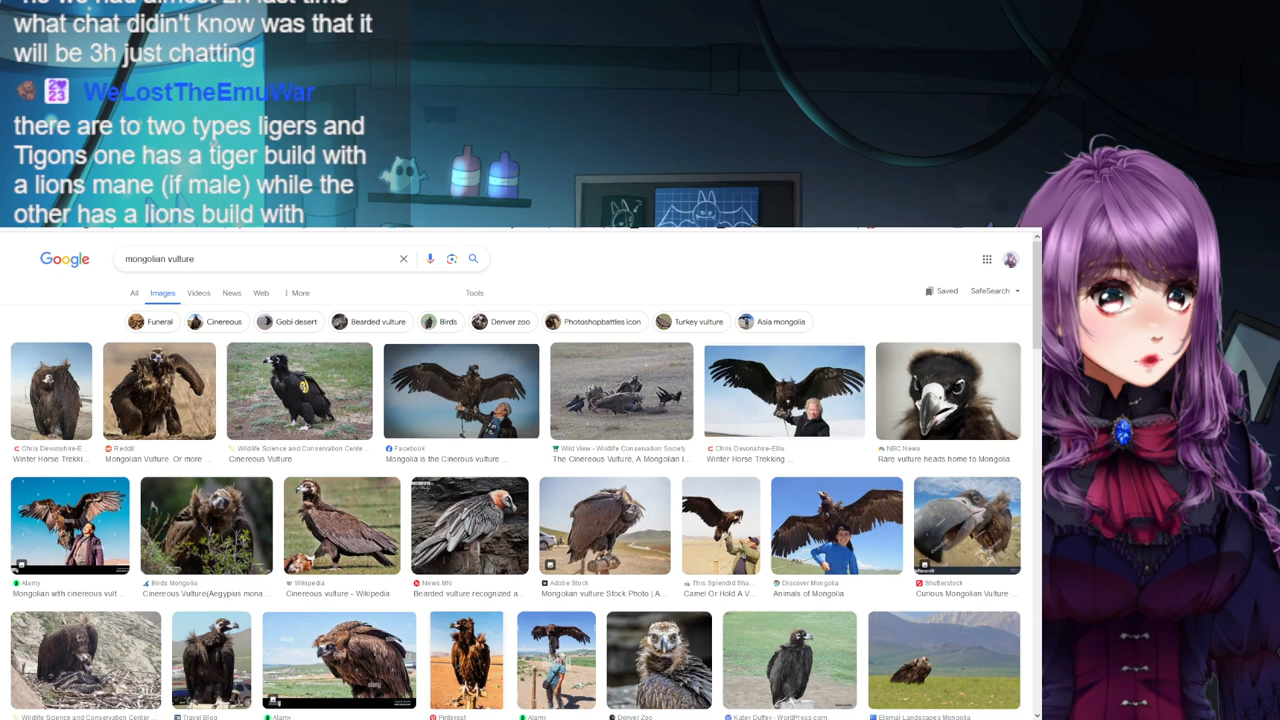 what chat didin't know was that it
will be 3h just chatting
WeLostTheEmuWar
there are to two types ligers and
Tigons one has a tiger build with
a lions mane (if male) while the
other has a lions build with
Google
mongolian vulture
All Images Videos News Web More Tools
Saved SafeSearch
Funeral Cinereous Gobi desert Bearded vulture Birds Denver zoo Photoshopbattles icon Turkey vulture Asia mongolia
Chris Devonshire-E... Reddit Wildlife Science and Conservation Cente... Facebook Wild View - Wildlife Conservation Society Chris Devonshire-Ellis NBC News
Winter Horse Trekki... Mongolian Vulture. Or more ... Cinereous Vulture Mongolia is the Cinerous vulture ... The Cinereous Vulture, A Mongolian I... Winter Horse Trekking ... Rare vulture heads home to Mongolia
Alamy Birds Mongolia Wikipedia News.MN Adobe Stock This Splendid Sha... Discover Mongolia Shutterstock
Mongolian with cinereous vult... Cinereous Vulture(Aegypius mona... Cinereous vulture - Wikipedia Bearded vulture recognized a... Mongolian vulture Stock Photo | A... Camel Or Hold A V... Animals of Mongolia Curious Mongolian Vulture ...
Wildlife Science and Conservation Center ... Travel Blog Alamy Pinterest Alamy Denver Zoo Katey Duffey - WordPress.com Eternal Landscapes Mongolia